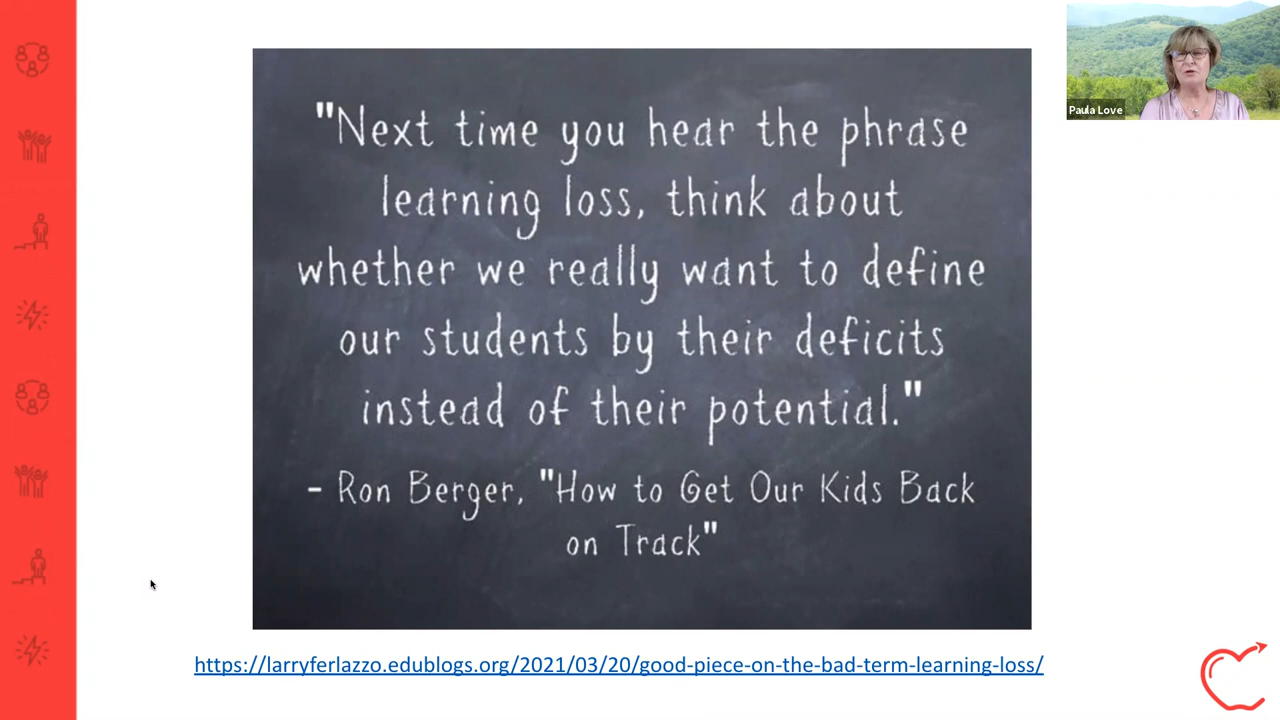 Paula Love
"Next time you hear the phrase
learning loss, think about
whether we really want to define
our students by their deficits
instead of their potential."
- Ron Berger, "How to Get Our Kids Back
on Track"
https://larryferlazzo.edublogs.org/2021/03/20/good-piece-on-the-bad-term-learning-loss/